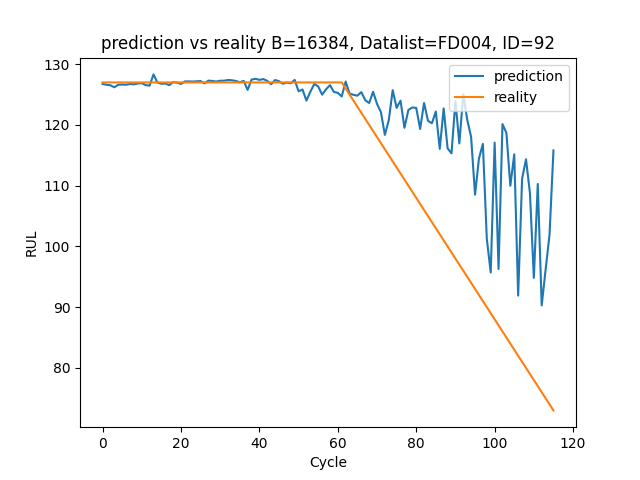 prediction vs reality B=16384, Datalist=FD004, ID=92
130
120
110
100
90
80
RUL
prediction
reality
0 20 40 60 80 100 120
Cycle